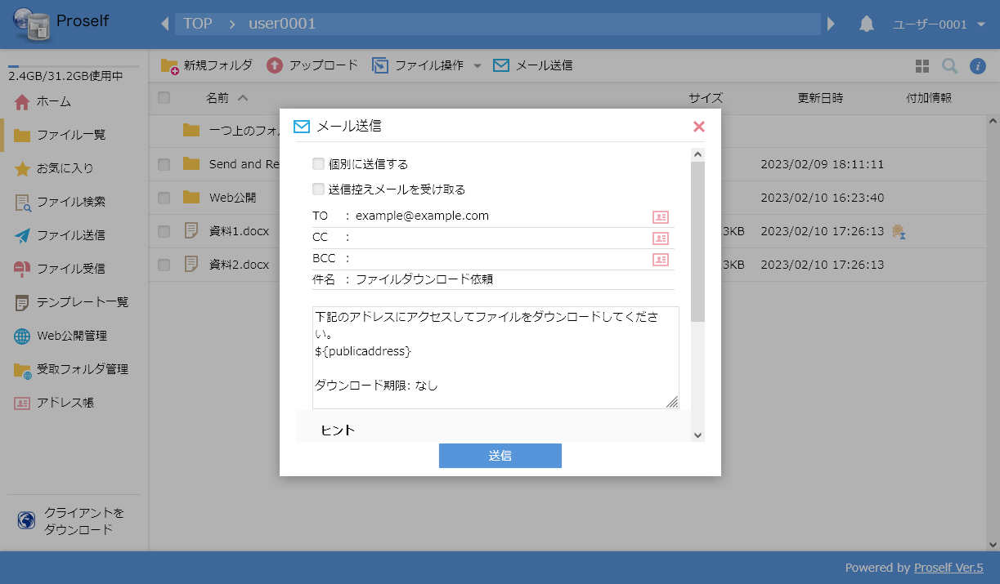 Proself
TOP > user0001
ユーザー0001
2.4GB/31.2GB使用中
ホーム
ファイル一覧
お気に入り
ファイル検索
ファイル送信
ファイル受信
テンプレート一覧
Web公開管理
受取フォルダ管理
アドレス帳
クライアントを
ダウンロード
新規フォルダ アップロード ファイル操作 メール送信
名前 サイズ 更新日時 付加情報
一つ上のフォ
Send and Re 2023/02/09 18:11:11
Web公開 2023/02/10 16:23:40
資料1.docx 3KB 2023/02/10 17:26:13
資料2.docx 3KB 2023/02/10 17:26:13
メール送信
個別に送信する
送信控えメールを受け取る
TO : example@example.com
CC :
BCC :
件名 : ファイルダウンロード依頼
下記のアドレスにアクセスしてファイルをダウンロードしてくださ
い。
${publicaddress}
ダウンロード期限: なし
ヒント
送信
Powered by Proself Ver.5